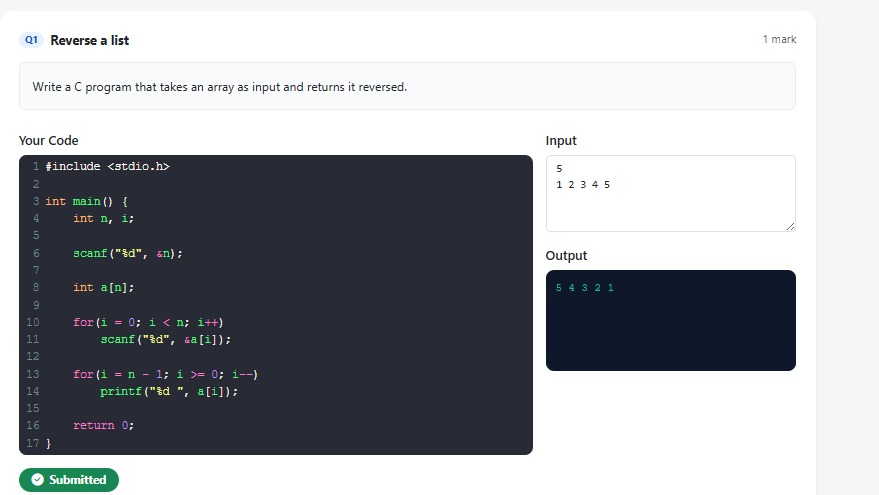 Q1 Reverse a list 1 mark
Write a C program that takes an array as input and returns it reversed.
Your Code
1 #include <stdio.h>
2
3 int main() {
4     int n, i;
5
6     scanf("%d", &n);
7
8     int a[n];
9
10     for(i = 0; i < n; i++)
11         scanf("%d", &a[i]);
12
13     for(i = n - 1; i >= 0; i--)
14         printf("%d ", a[i]);
15
16     return 0;
17 }
Submitted
Input
5
1 2 3 4 5
Output
5 4 3 2 1